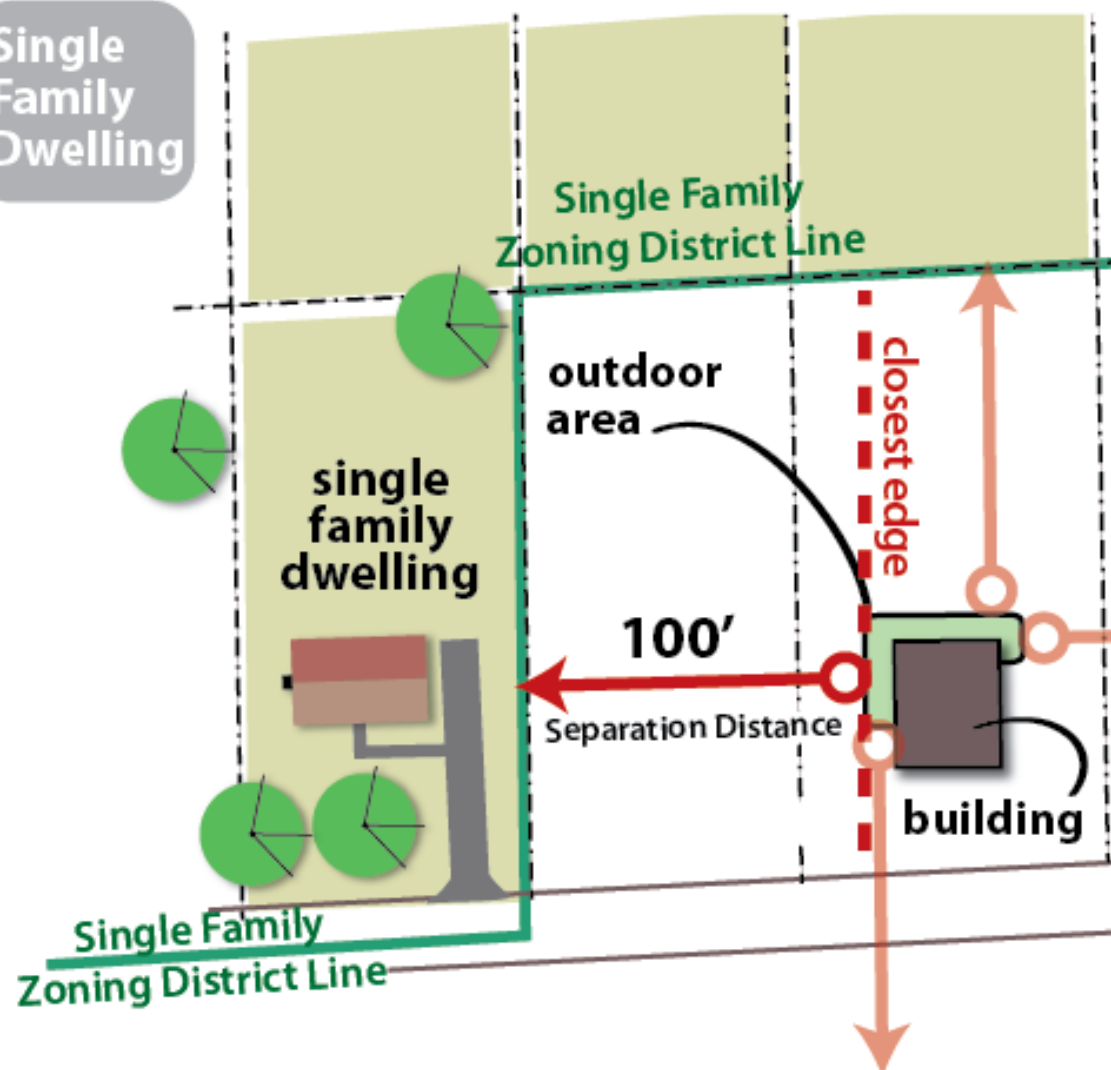 Single
Family
Dwelling
Single Family
Zoning District Line
outdoor
area
closest edge
single
family
dwelling
100’
Separation Distance
building
Single Family
Zoning District Line